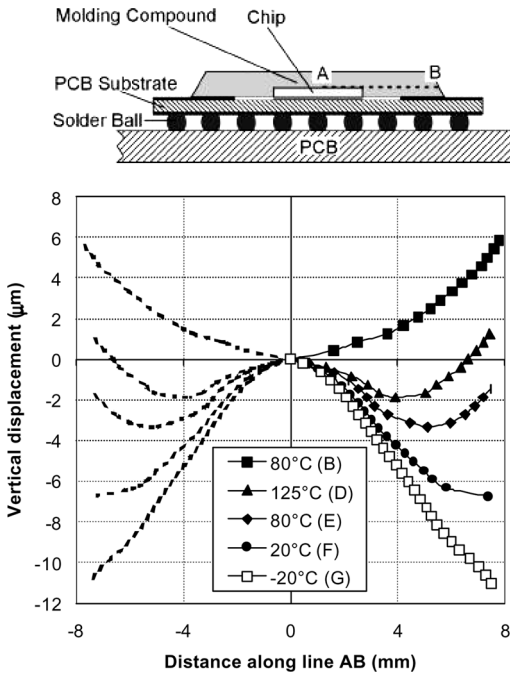 Molding Compound
Chip
A
B
PCB Substrate
Solder Ball
PCB
8
6
4
2
0
-2
-4
-6
-8
-10
-12
Vertical displacement (μm)
80°C (B)
125°C (D)
80°C (E)
20°C (F)
-20°C (G)
-8
-4
0
4
8
Distance along line AB (mm)